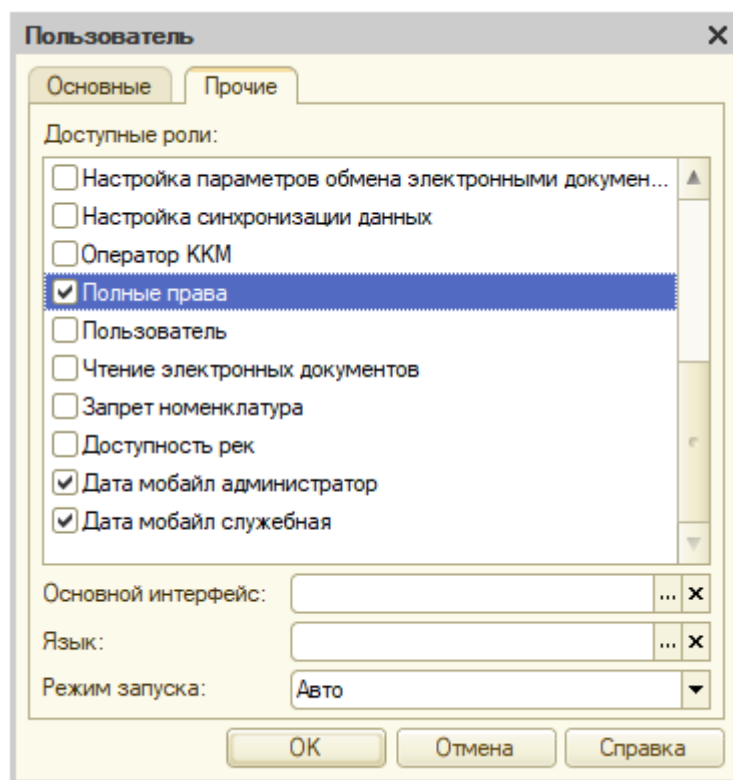 Пользователь
Основные Прочие
Доступные роли:
Настройка параметров обмена электронными докумен...
Настройка синхронизации данных
Оператор ККМ
Полные права
Пользователь
Чтение электронных документов
Запрет номенклатура
Доступность рек
Дата мобайл администратор
Дата мобайл служебная
Основной интерфейс: ...
Язык: ...
Режим запуска: Авто
ОК Отмена Справка